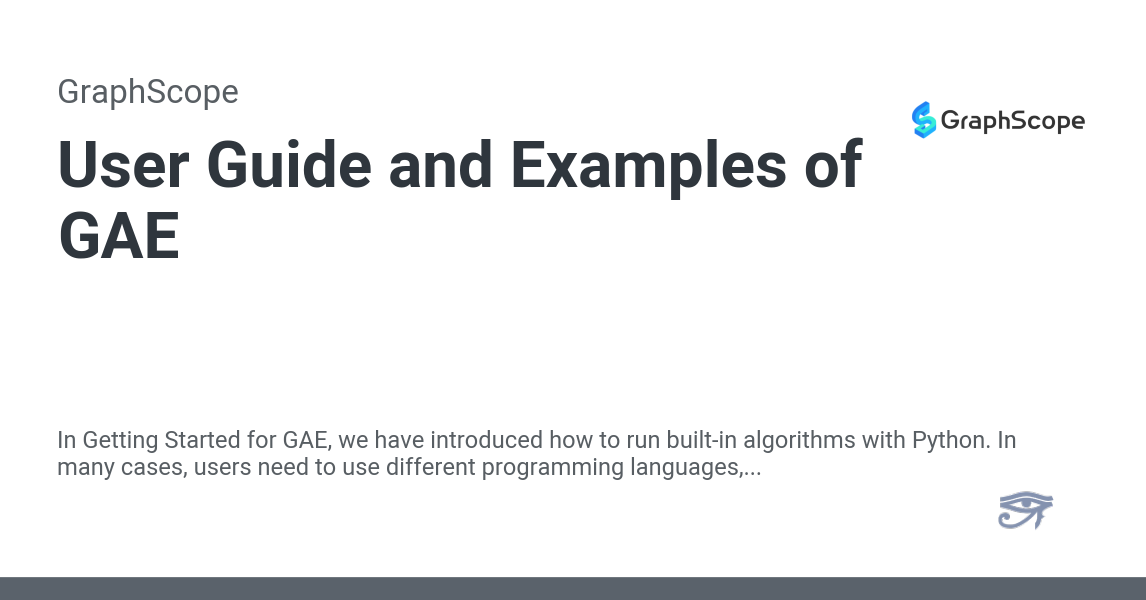 GraphScope
GraphScope
User Guide and Examples of
GAE
In Getting Started for GAE, we have introduced how to run built-in algorithms with Python. In
many cases, users need to use different programming languages,...